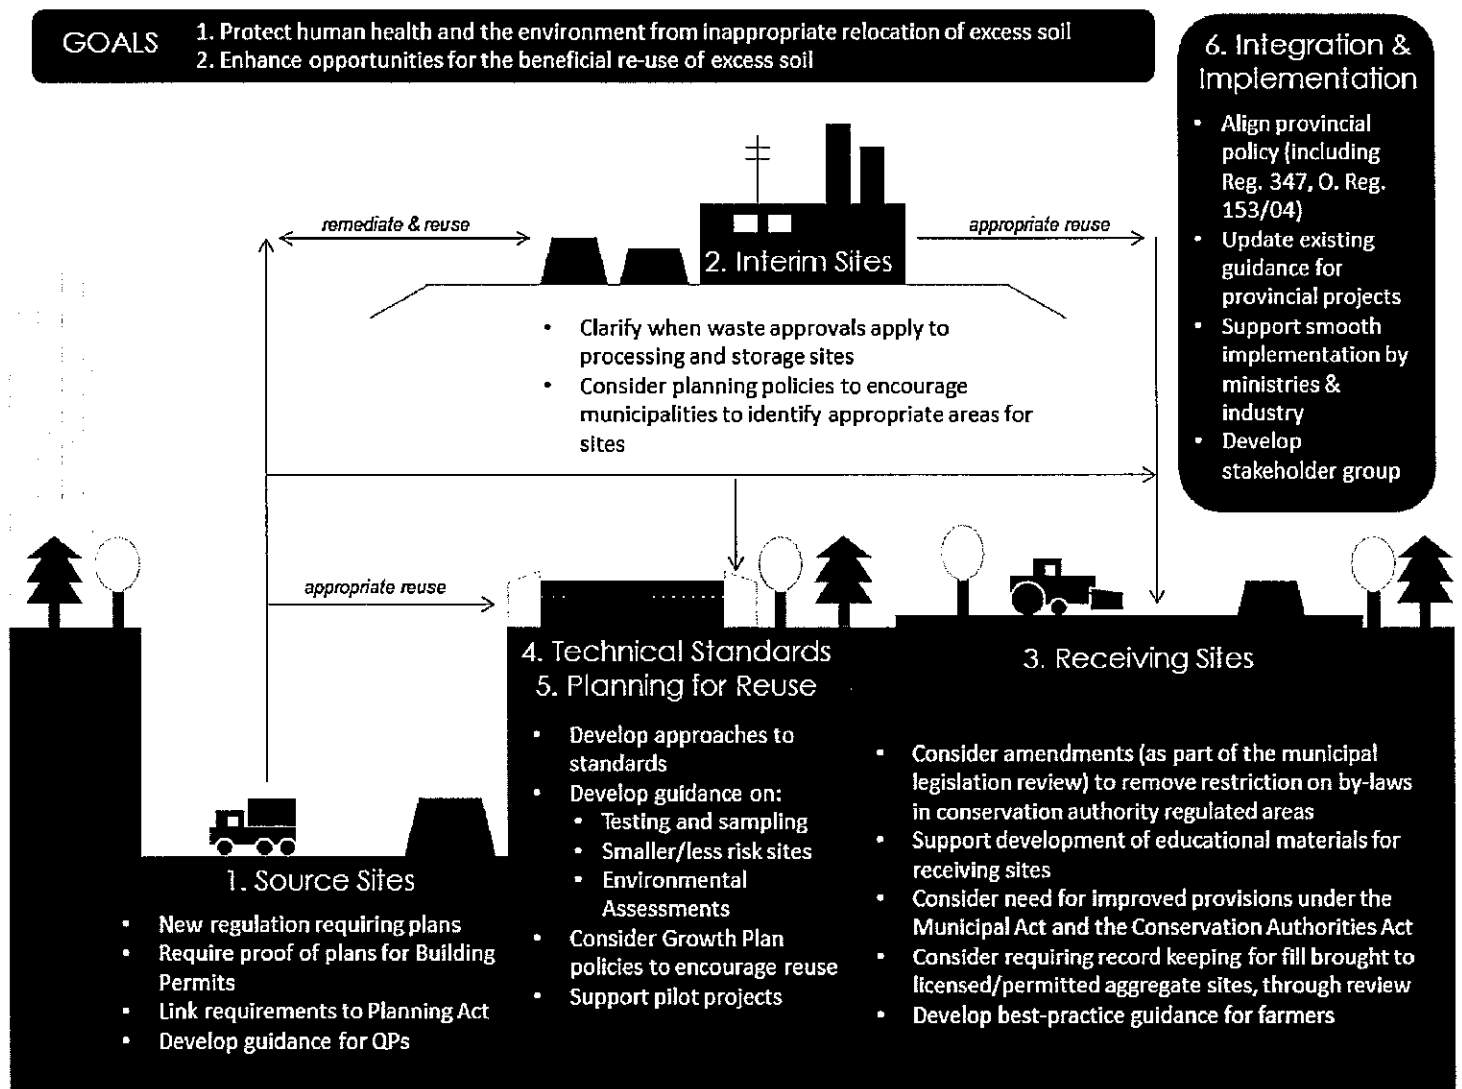 GOALS
1. Protect human health and the environment from inappropriate relocation of excess soil
2. Enhance opportunities for the beneficial re-use of excess soil
6. Integration &
Implementation
• Align provincial
policy (including
Reg. 347, O. Reg.
153/04)
• Update existing
guidance for
provincial projects
• Support smooth
implementation by
ministries &
industry
• Develop
stakeholder group
remediate & reuse
appropriate reuse
2. Interim Sites
• Clarify when waste approvals apply to
processing and storage sites
• Consider planning policies to encourage
municipalities to identify appropriate areas for
sites
appropriate reuse
1. Source Sites
• New regulation requiring plans
• Require proof of plans for Building
Permits
• Link requirements to Planning Act
• Develop guidance for QPs
4. Technical Standards
5. Planning for Reuse
• Develop approaches to
standards
• Develop guidance on:
• Testing and sampling
• Smaller/less risk sites
• Environmental
Assessments
• Consider Growth Plan
policies to encourage reuse
• Support pilot projects
3. Receiving Sites
• Consider amendments (as part of the municipal
legislation review) to remove restriction on by-laws
in conservation authority regulated areas
• Support development of educational materials for
receiving sites
• Consider need for improved provisions under the
Municipal Act and the Conservation Authorities Act
• Consider requiring record keeping for fill brought to
licensed/permitted aggregate sites, through review
• Develop best-practice guidance for farmers